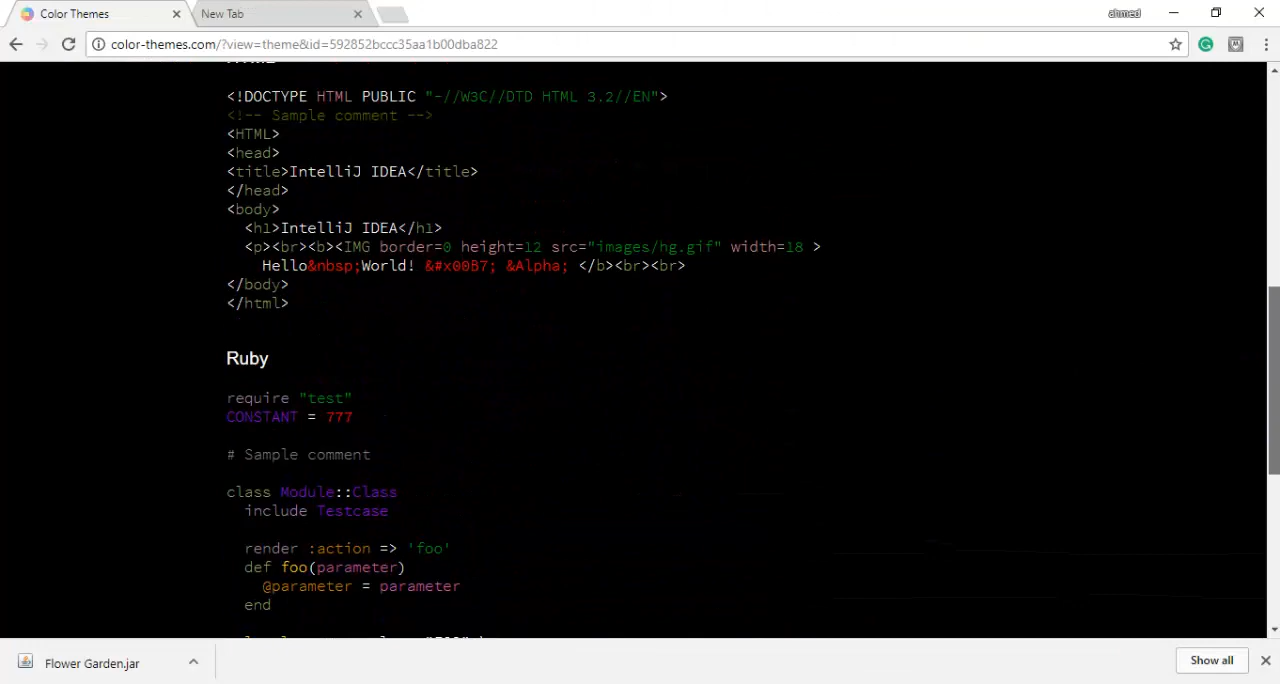 Color Themes
New Tab
ahmed
color-themes.com/?view=theme&id=592852bccc35aa1b00dba822
<!DOCTYPE HTML PUBLIC "-//W3C//DTD HTML 3.2//EN">
<!-- Sample comment -->
<HTML>
<head>
<title>IntelliJ IDEA</title>
</head>
<body>
<h1>IntelliJ IDEA</h1>
<p><br><b><IMG border=0 height=12 src="images/hg.gif" width=18 >
Hello&nbsp;World! &#x00B7; &Alpha; </b><br><br>
</body>
</html>
Ruby
require "test"
CONSTANT = 777
# Sample comment
class Module::Class
include Testcase
render :action => 'foo'
def foo(parameter)
@parameter = parameter
end
Flower Garden.jar
Show all